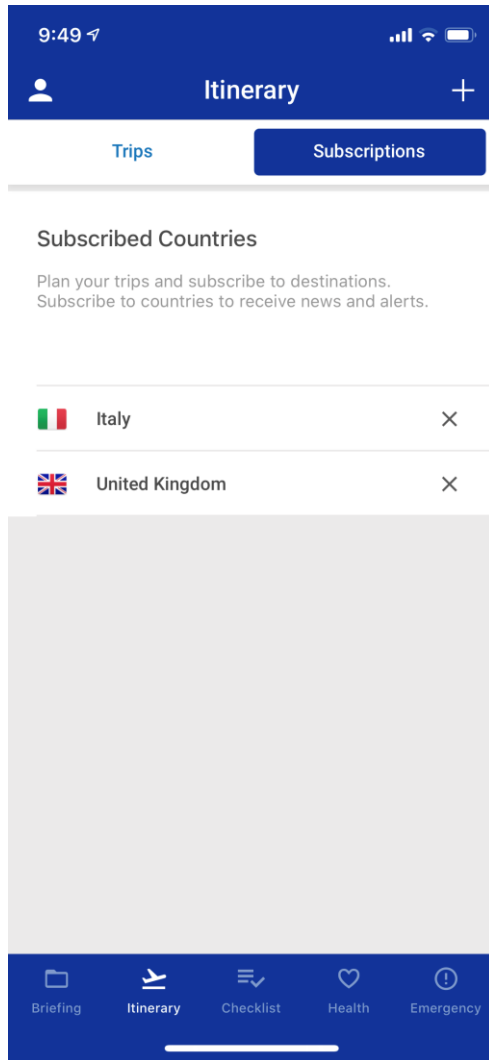 9:49
Itinerary
Trips
Subscriptions
Subscribed Countries
Plan your trips and subscribe to destinations.
Subscribe to countries to receive news and alerts.
Italy
United Kingdom
Briefing
Itinerary
Checklist
Health
Emergency